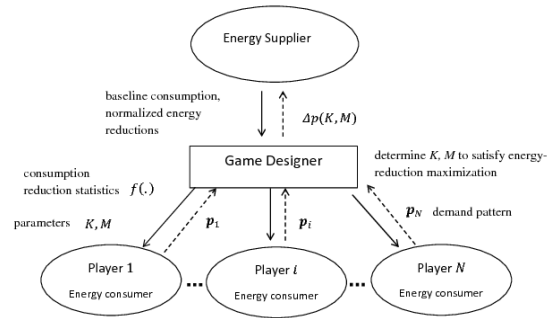 Energy Supplier
baseline consumption,
normalized energy
reductions
Δp(K, M)
Game Designer
determine K, M to satisfy energy-
reduction maximization
consumption
reduction statistics f(.)
parameters K, M
p₁
pᵢ
p_N demand pattern
Player 1
Energy consumer
...
Player i
Energy consumer
...
Player N
Energy consumer